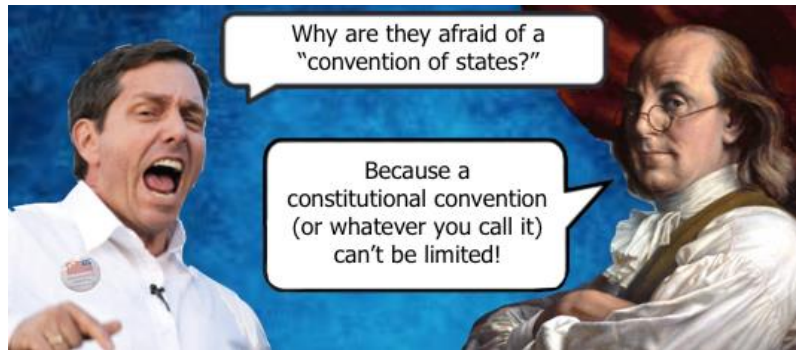 Why are they afraid of a
“convention of states?”
Because a
constitutional convention
(or whatever you call it)
can’t be limited!